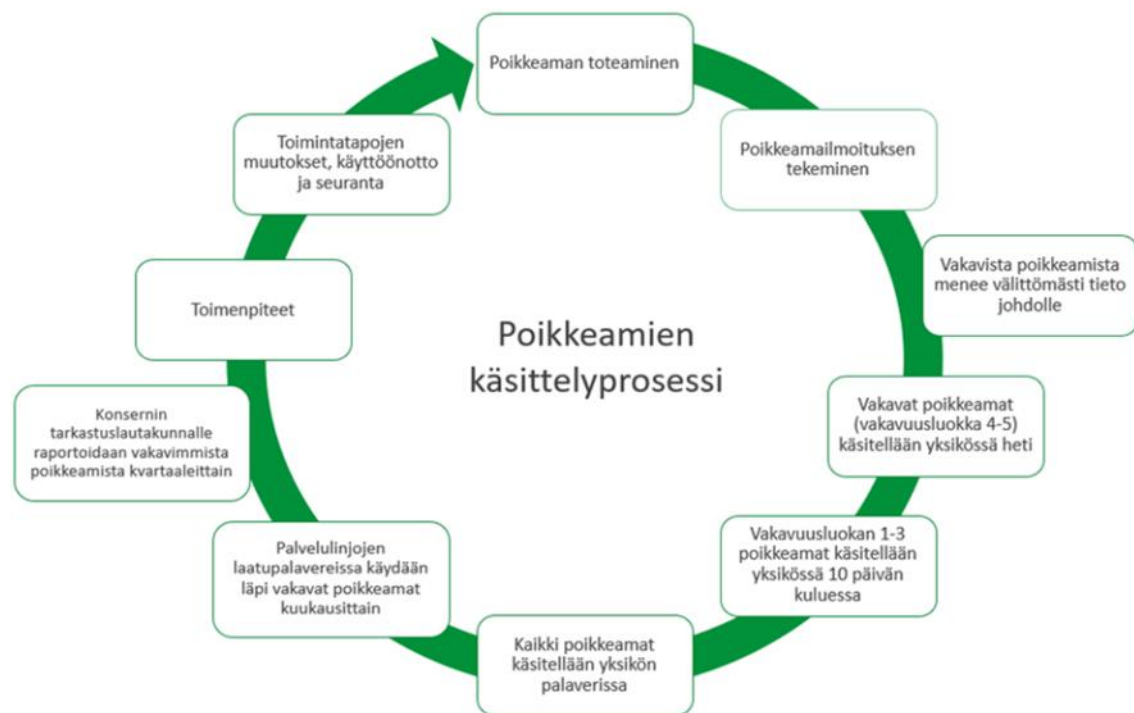 Poikkeaman toteaminen
Poikkeamailmoituksen
tekeminen
Vakavista poikkeamista
menee välittömästi tieto
johdolle
Vakavat poikkeamat
(vakavuusluokka 4-5)
käsitellään yksikössä heti
Vakavuusluokan 1-3
poikkeamat käsitellään
yksikössä 10 päivän
kuluessa
Kaikki poikkeamat
käsitellään yksikön
palaverissa
Palvelulinjojen
laatupalavereissa käydään
läpi vakavat poikkeamat
kuukausittain
Konsernin
tarkastuslautakunnalle
raportoidaan vakavimmista
poikkeamista kvartaaleittain
Toimenpiteet
Toimintatapojen
muutokset, käyttöönotto
ja seuranta
Poikkeamien
käsittelyprosessi